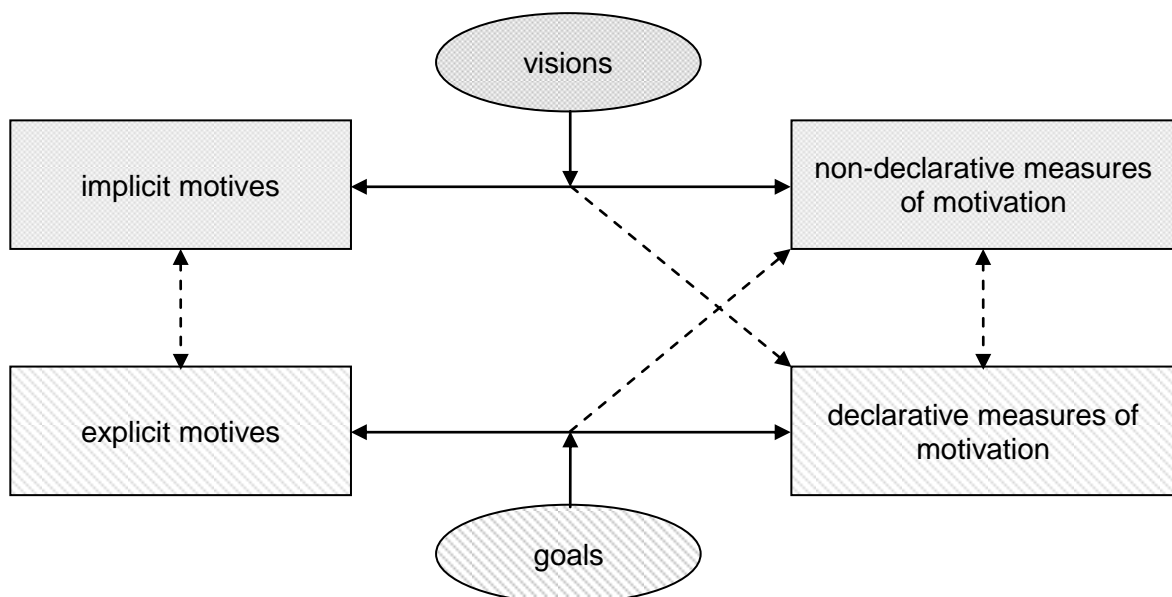 visions
implicit motives
non-declarative measures
of motivation
explicit motives
declarative measures of
motivation
goals